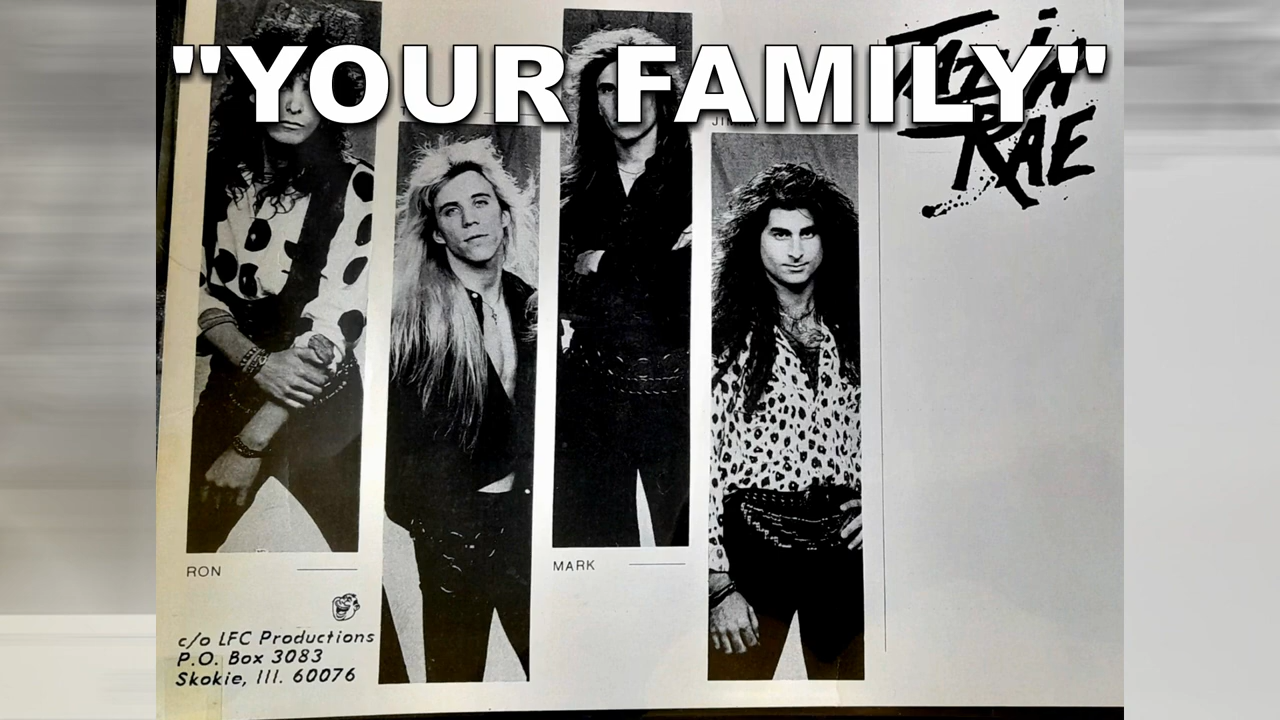 "YOUR FAMILY"
RAE
RON
MARK
c/o LFC Productions
P.O. Box 3083
Skokie, Ill. 60076